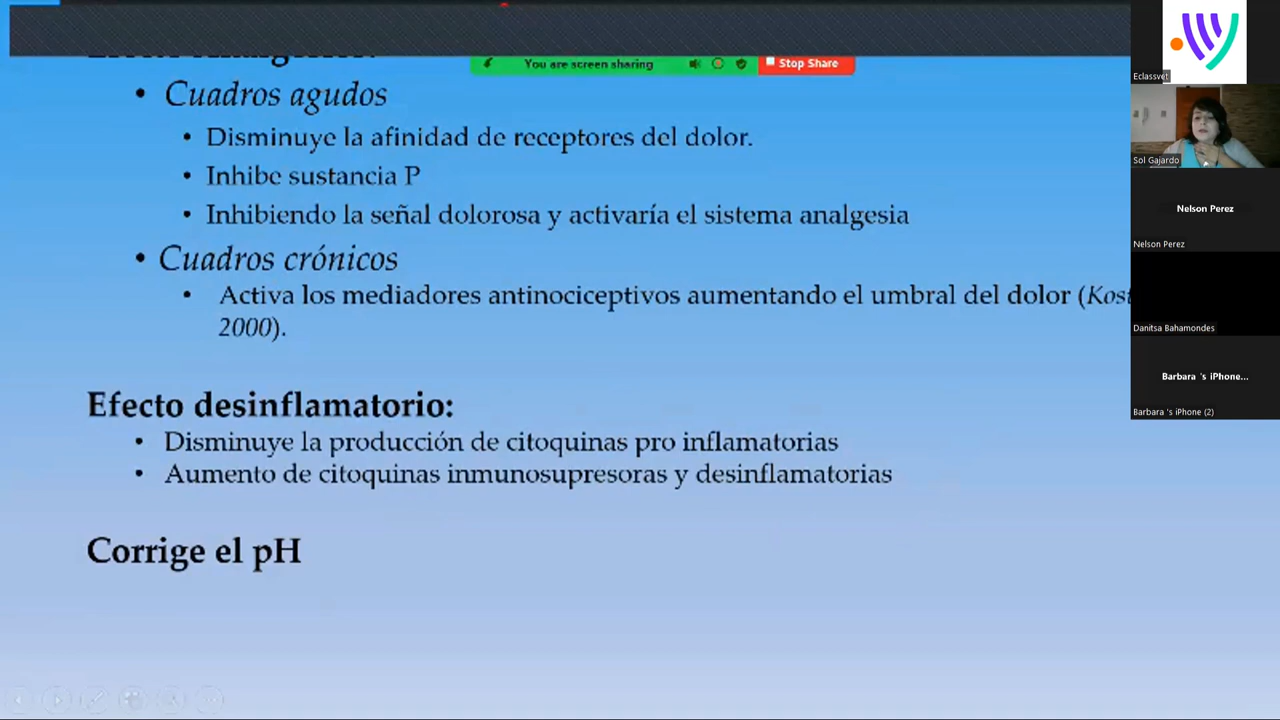 You are screen sharing
Stop Share
• Cuadros agudos
• Disminuye la afinidad de receptores del dolor.
• Inhibe sustancia P
• Inhibiendo la señal dolorosa y activaría el sistema analgesia
• Cuadros crónicos
• Activa los mediadores antinociceptivos aumentando el umbral del dolor (
2000).
Efecto desinflamatorio:
• Disminuye la producción de citoquinas pro inflamatorias
• Aumento de citoquinas inmunosupresoras y desinflamatorias
Corrige el pH
Eclassvet
Sol Gajardo
Nelson Perez
Nelson Perez
Danitsa Bahamondes
Barbara 's iPhone...
Barbara 's iPhone (2)